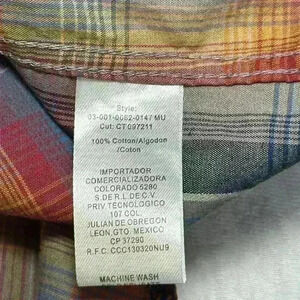 Style:
03-001-0062-0147 MU
Cut: CT097211
100% Cotton/Algodon
/Coton
IMPORTADOR
COMERCIALIZADORA
COLORADO 5280
S.DE R.L.DE C.V.
PRIV.TECNOLOGICO
107 COL.
JULIAN DE OBREGON
LEON, GTO, MEXICO
CP 37290
R.F.C. CCC130320NU9
MACHINE WASH